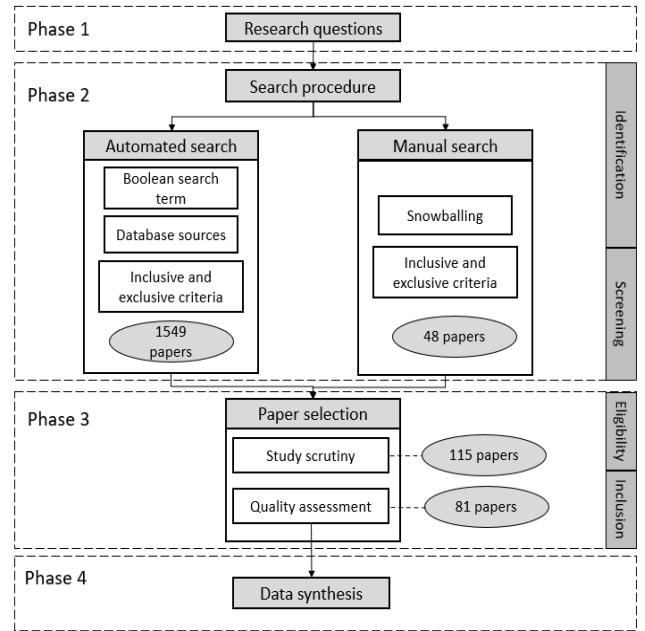 Phase 1
Research questions
Phase 2
Search procedure
Identification
Automated search
Boolean search
term
Database sources
Inclusive and
exclusive criteria
1549
papers
Manual search
Snowballing
Inclusive and
exclusive criteria
48 papers
Screening
Phase 3
Paper selection
Study scrutiny
115 papers
Eligibility
Quality assessment
81 papers
Inclusion
Phase 4
Data synthesis